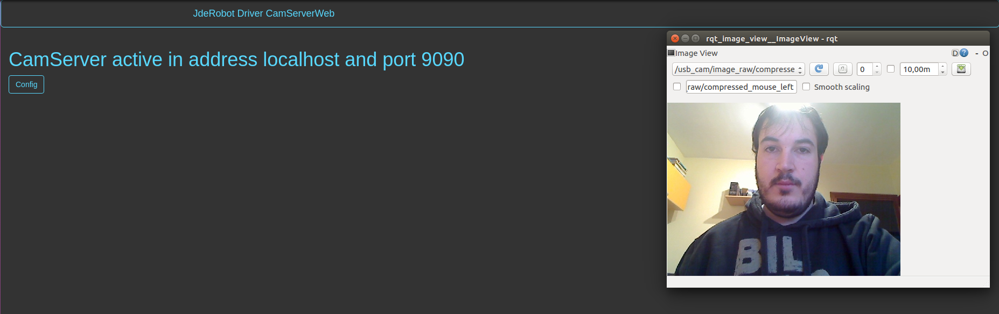 JdeRobot Driver CamServerWeb
CamServer active in address localhost and port 9090
Config
rqt_image_view__ImageView - rqt
Image View
D ? - O
/usb_cam/image_raw/compresse
0
10,00m
raw/compressed_mouse_left
Smooth scaling
BIL